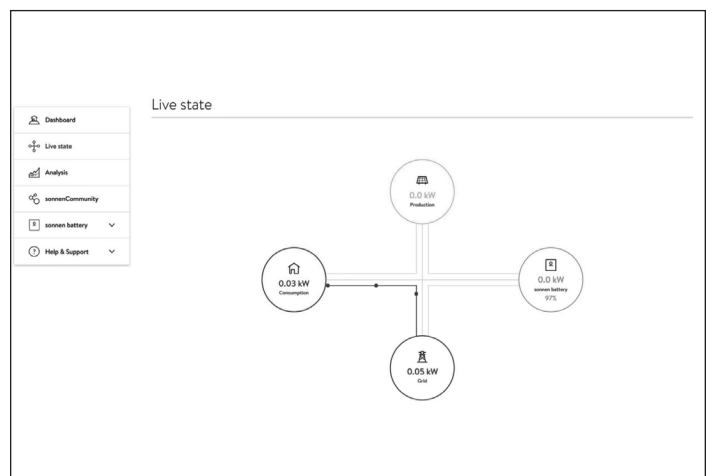 Live state
Dashboard
Live state
Analysis
sonnenCommunity
sonnen battery
Help & Support
0.0 kW
Production
0.03 kW
Consumption
0.0 kW
sonnen battery
97%
0.05 kW
Grid